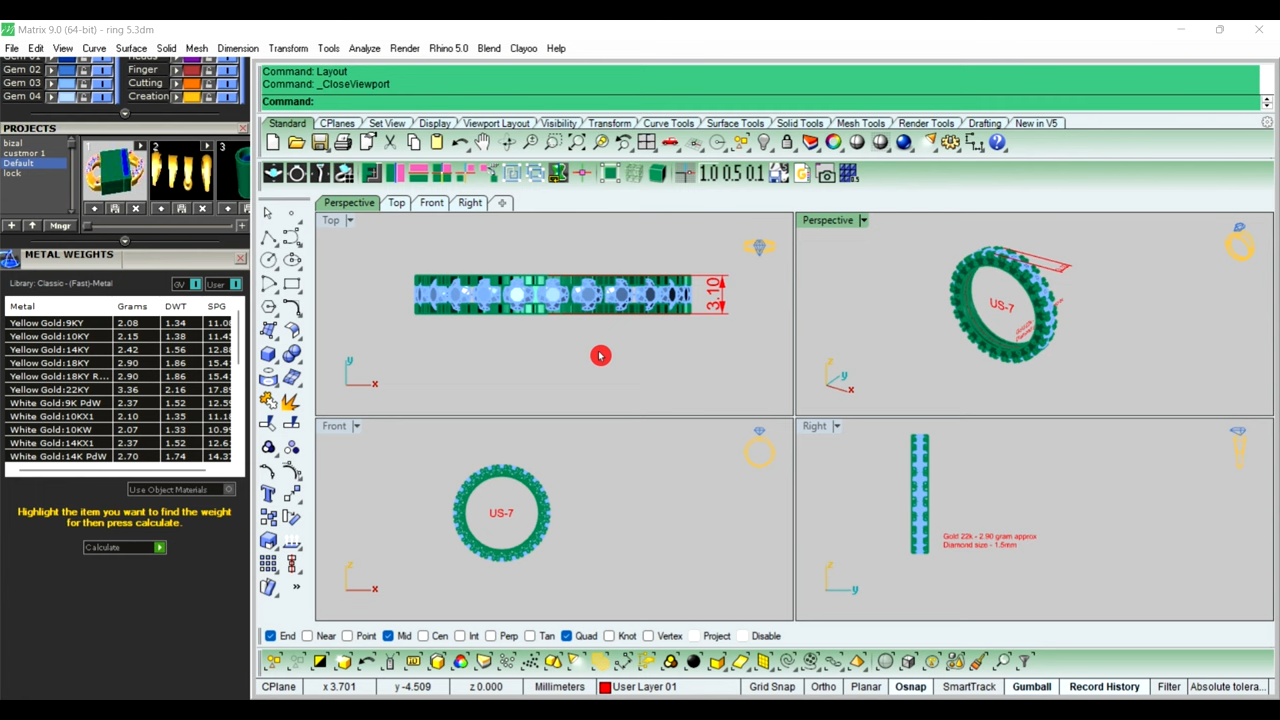 Matrix 9.0 (64-bit) - ring 5.3dm
File Edit View Curve Surface Solid Mesh Dimension Transform Tools Analyze Render Rhino 5.0 Blend Clayoo Help
Gem 02 Finger
Gem 03 Cutting
Gem 04 Creation
Command: Layout
Command: _CloseViewport
Command:
Standard CPlanes Set View Display Viewport Layout Visibility Transform Curve Tools Surface Tools Solid Tools Mesh Tools Render Tools Drafting New in V5
PROJECTS
bizal
custmor 1
Default
lock
1 2 3
Mngr
1.0 0.5 0.1
Perspective Top Front Right
METAL WEIGHTS
Library: Classic - (Fast)-Metal GV User
Metal Grams DWT SPG
Yellow Gold:9KY 2.08 1.34
Yellow Gold:10KY 2.15 1.38
Yellow Gold:14KY 2.42 1.56
Yellow Gold:18KY 2.90 1.86
Yellow Gold:18KY R... 2.90 1.86
Yellow Gold:22KY 3.36 2.16
White Gold:9K PdW 2.37 1.52
White Gold:10KX1 2.10 1.35
White Gold:10KW 2.07 1.33
White Gold:14KX1 2.37 1.52
White Gold:14K PdW 2.70 1.74
Use Object Materials
Highlight the item you want to find the weight
for then press calculate.
Calculate
Top
3.10
y
x
Perspective
US-7
y
x
Front
US-7
z
x
Right
Gold 22k - 2.90 gram approx
Diamond size - 1.5mm
z
y
End Near Point Mid Cen Int Perp Tan Quad Knot Vertex Project Disable
CPlane x 3.701 y -4.509 z 0.000 Millimeters User Layer 01 Grid Snap Ortho Planar Osnap SmartTrack Gumball Record History Filter Absolute tolera...